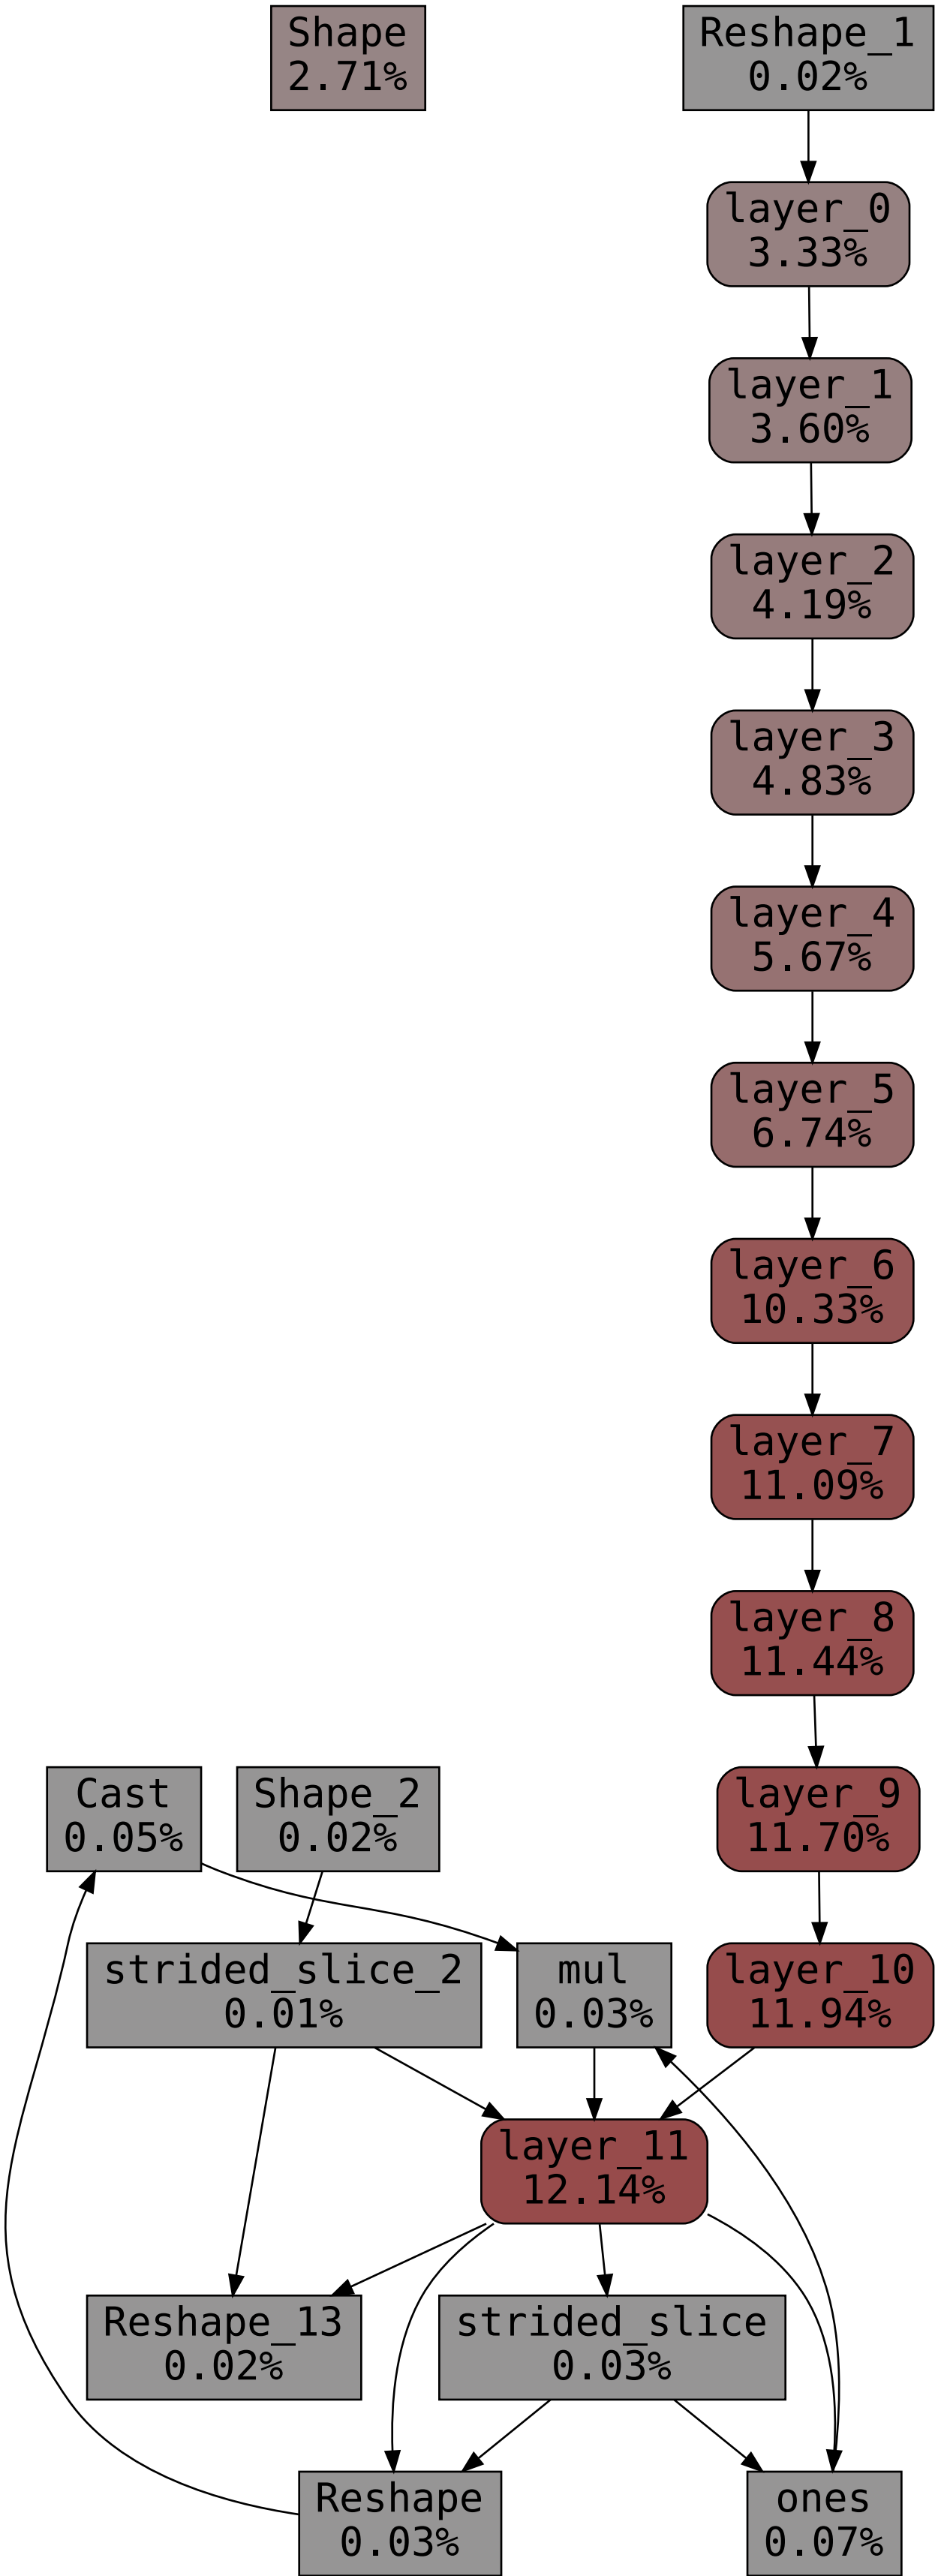 Shape
2.71%
Reshape_1
0.02%
layer_0
3.33%
layer_1
3.60%
layer_2
4.19%
layer_3
4.83%
layer_4
5.67%
layer_5
6.74%
layer_6
10.33%
layer_7
11.09%
layer_8
11.44%
Cast
0.05%
Shape_2
0.02%
layer_9
11.70%
strided_slice_2
0.01%
mul
0.03%
layer_10
11.94%
layer_11
12.14%
Reshape_13
0.02%
strided_slice
0.03%
Reshape
0.03%
ones
0.07%